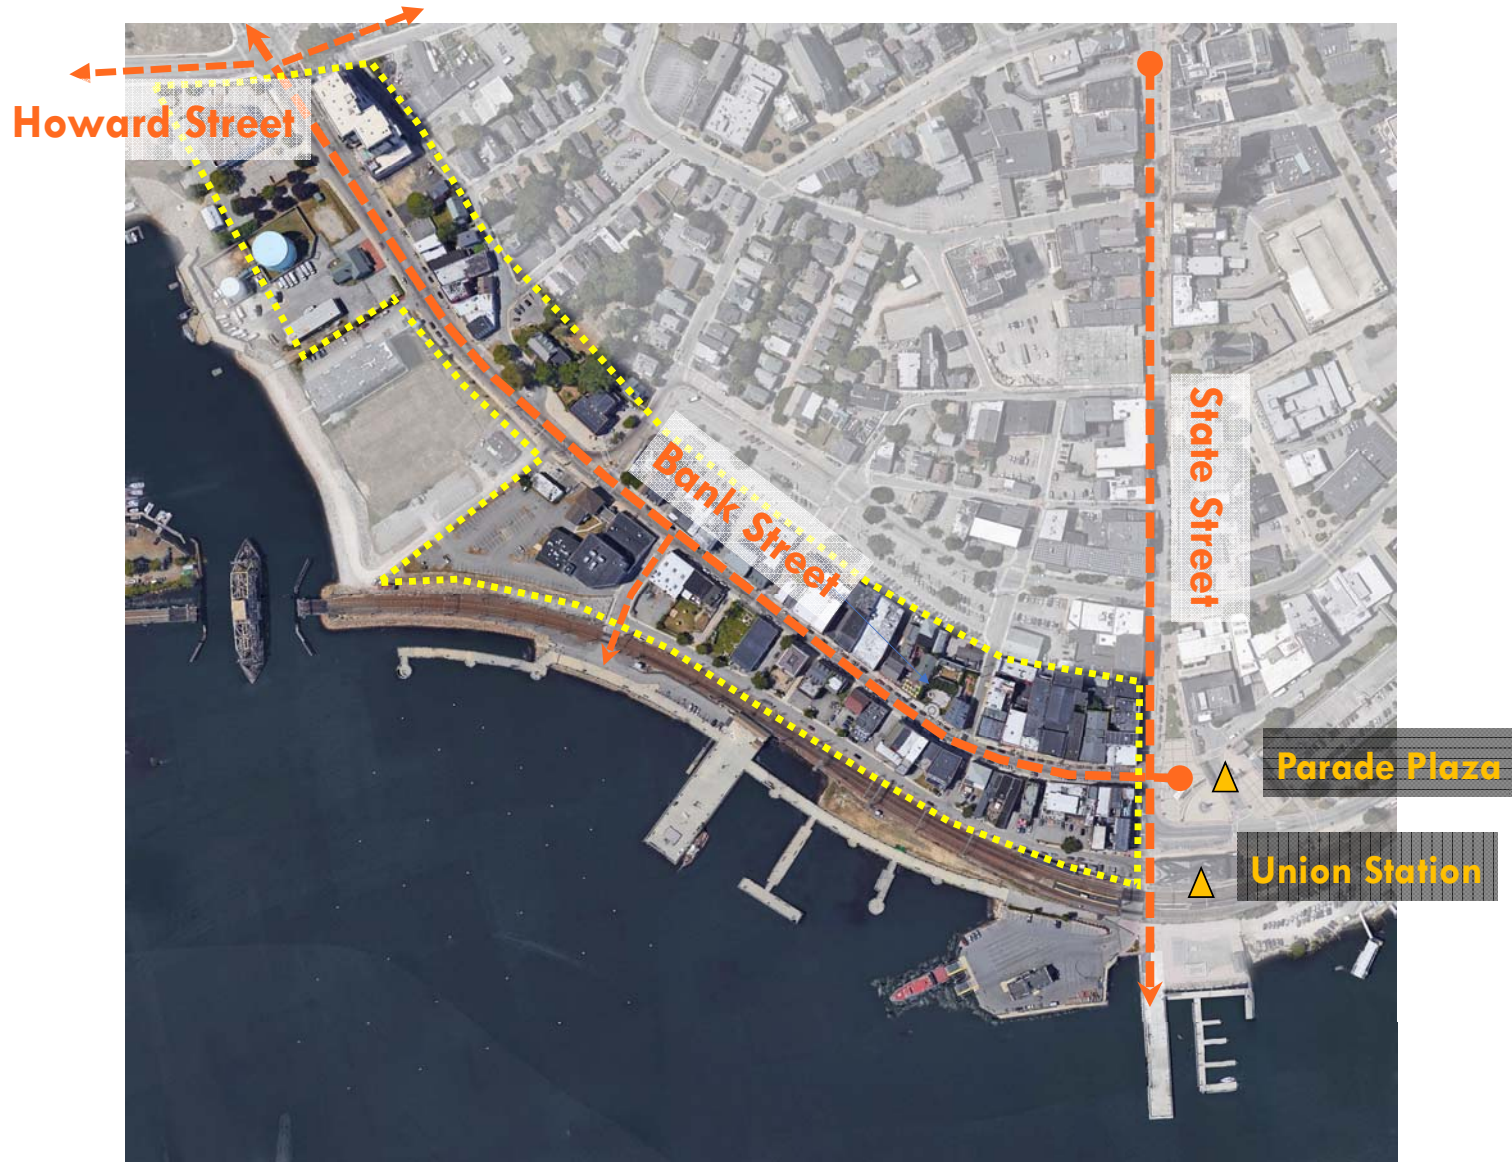 Howard Street
State Street
Bank Street
Parade Plaza
Union Station